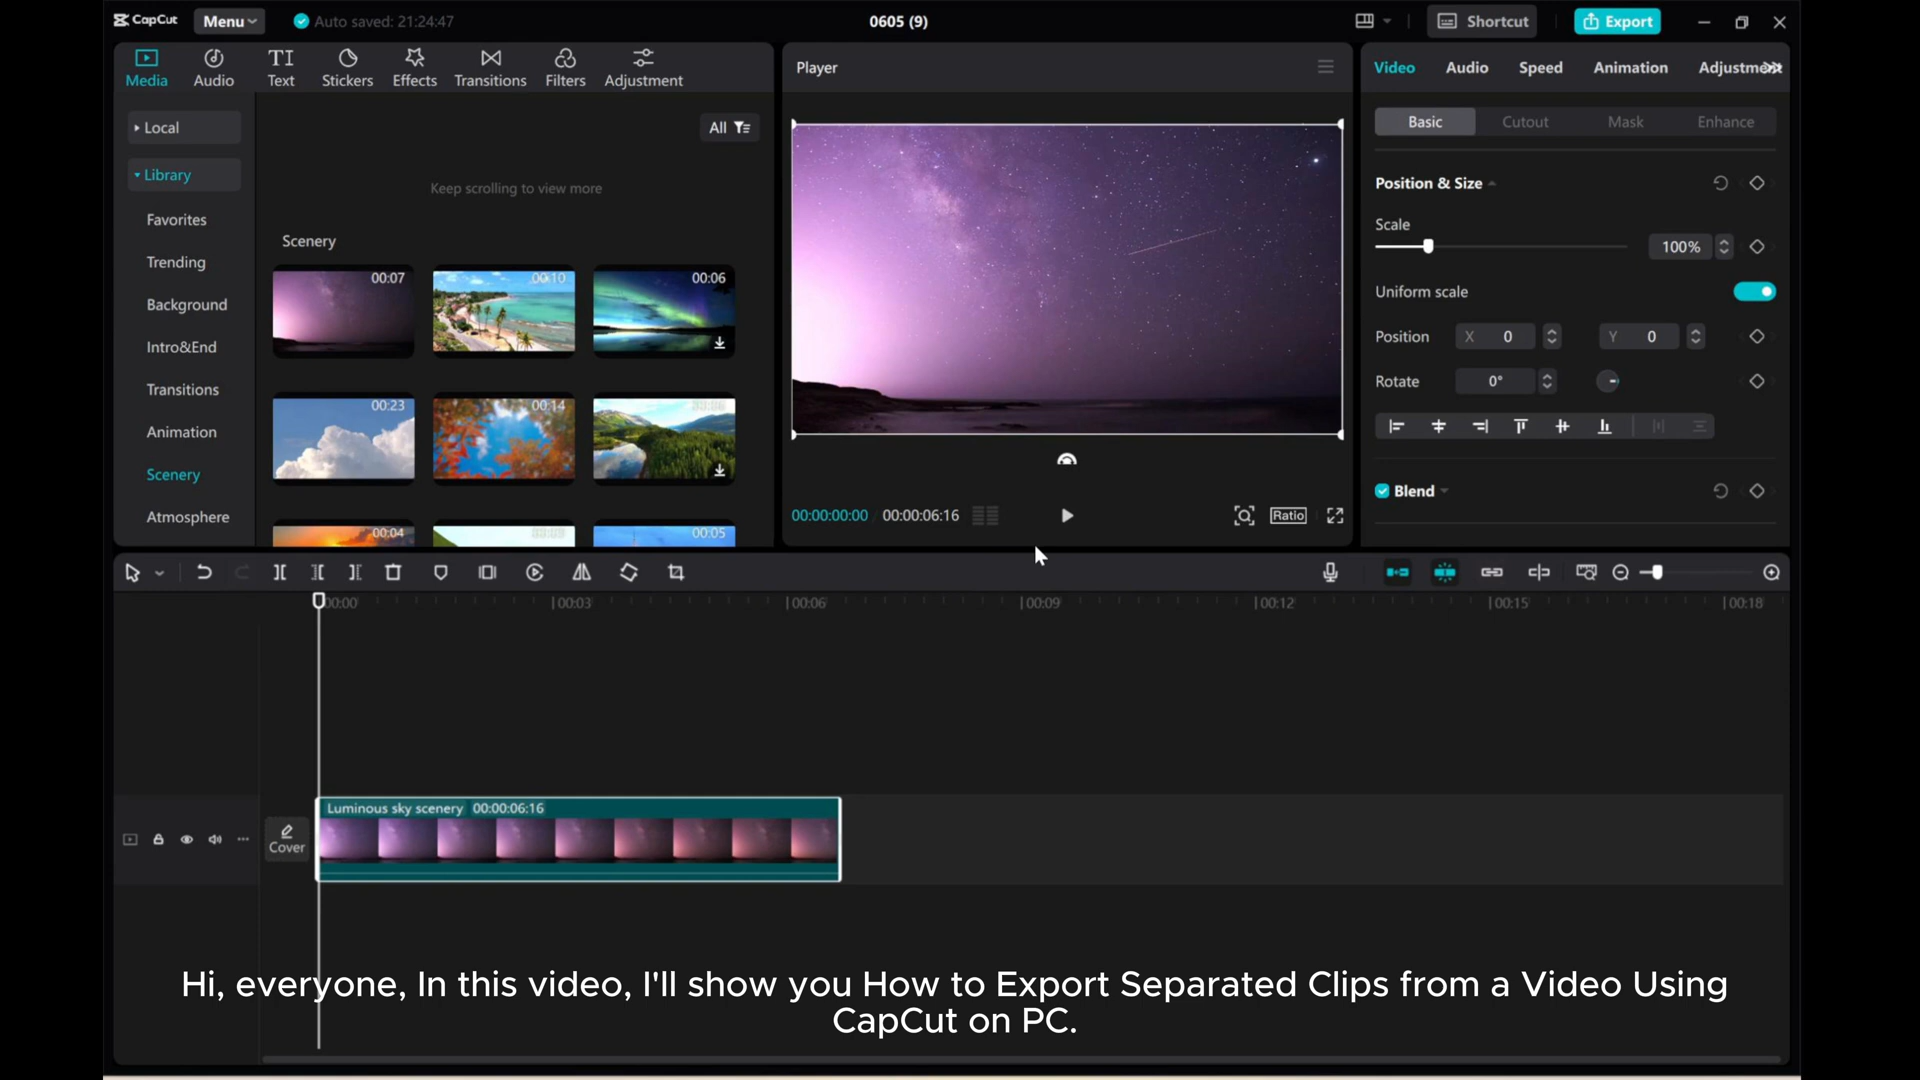 CapCut
Menu
Auto saved: 21:24:47
0605 (9)
Shortcut
Export
Media
Audio
TI
Text
Stickers
Effects
Transitions
Filters
Adjustment
Player
Video
Audio
Speed
Animation
Adjustment
Local
Library
Favorites
Trending
Background
Intro&End
Transitions
Animation
Scenery
Atmosphere
All
Keep scrolling to view more
Scenery
00:07
00:10
00:06
00:23
00:14
00:04
00:05
00:00:00:00
00:00:06:16
Ratio
Basic
Cutout
Mask
Enhance
Position & Size
Scale
100%
Uniform scale
Position
X 0
Y 0
Rotate
0°
Blend
00:00
00:03
00:06
00:09
00:12
00:15
00:18
Luminous sky scenery 00:00:06:16
Cover
Hi, everyone, In this video, I'll show you How to Export Separated Clips from a Video Using
CapCut on PC.